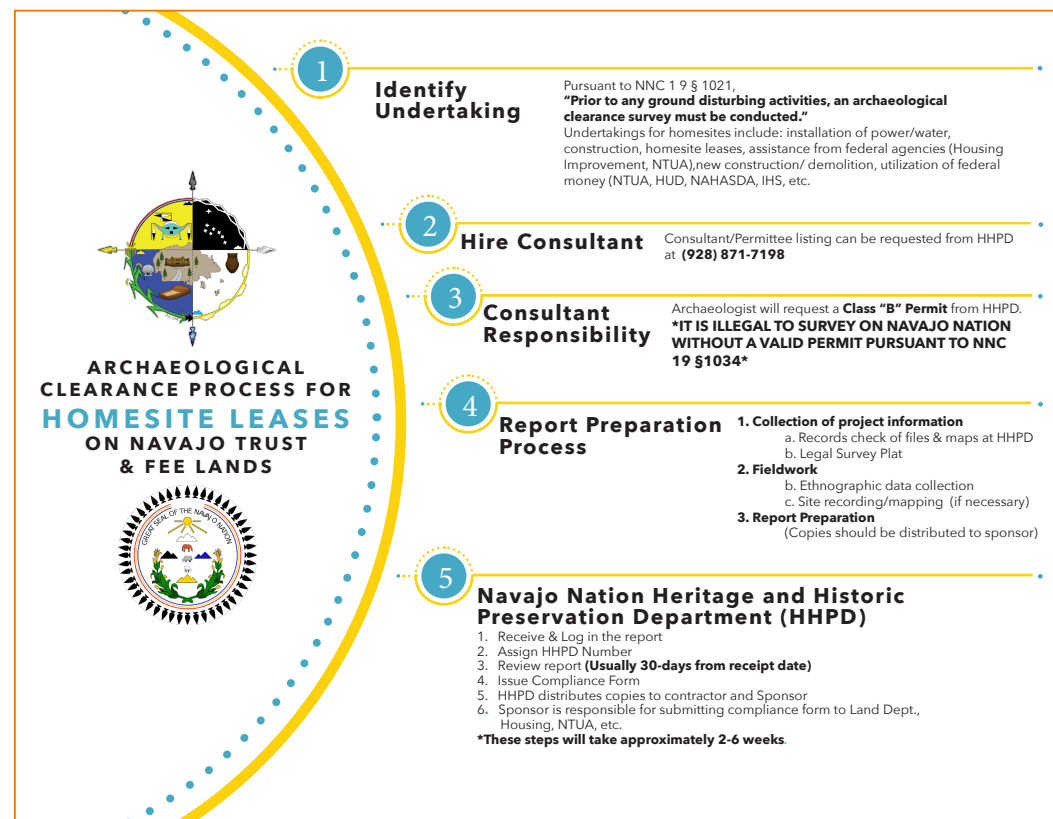 ARCHAEOLOGICAL
CLEARANCE PROCESS FOR
HOMESITE LEASES
ON NAVAJO TRUST
& FEE LANDS
GREAT SEAL OF THE NAVAJO NATION
1
Identify
Undertaking
Pursuant to NNC 1 9 § 1021,
“Prior to any ground disturbing activities, an archaeological
clearance survey must be conducted.”
Undertakings for homesites include: installation of power/water,
construction, homesite leases, assistance from federal agencies (Housing
Improvement, NTUA),new construction/ demolition, utilization of federal
money (NTUA, HUD, NAHASDA, IHS, etc.
2
Hire Consultant
Consultant/Permittee listing can be requested from HHPD
at (928) 871-7198
3
Consultant
Responsibility
Archaeologist will request a Class “B” Permit from HHPD.
*IT IS ILLEGAL TO SURVEY ON NAVAJO NATION
WITHOUT A VALID PERMIT PURSUANT TO NNC
19 §1034*
4
Report Preparation
Process
1. Collection of project information
a. Records check of files & maps at HHPD
b. Legal Survey Plat
2. Fieldwork
b. Ethnographic data collection
c. Site recording/mapping (if necessary)
3. Report Preparation
(Copies should be distributed to sponsor)
5
Navajo Nation Heritage and Historic
Preservation Department (HHPD)
1. Receive & Log in the report
2. Assign HHPD Number
3. Review report (Usually 30-days from receipt date)
4. Issue Compliance Form
5. HHPD distributes copies to contractor and Sponsor
6. Sponsor is responsible for submitting compliance form to Land Dept.,
Housing, NTUA, etc.
*These steps will take approximately 2-6 weeks.